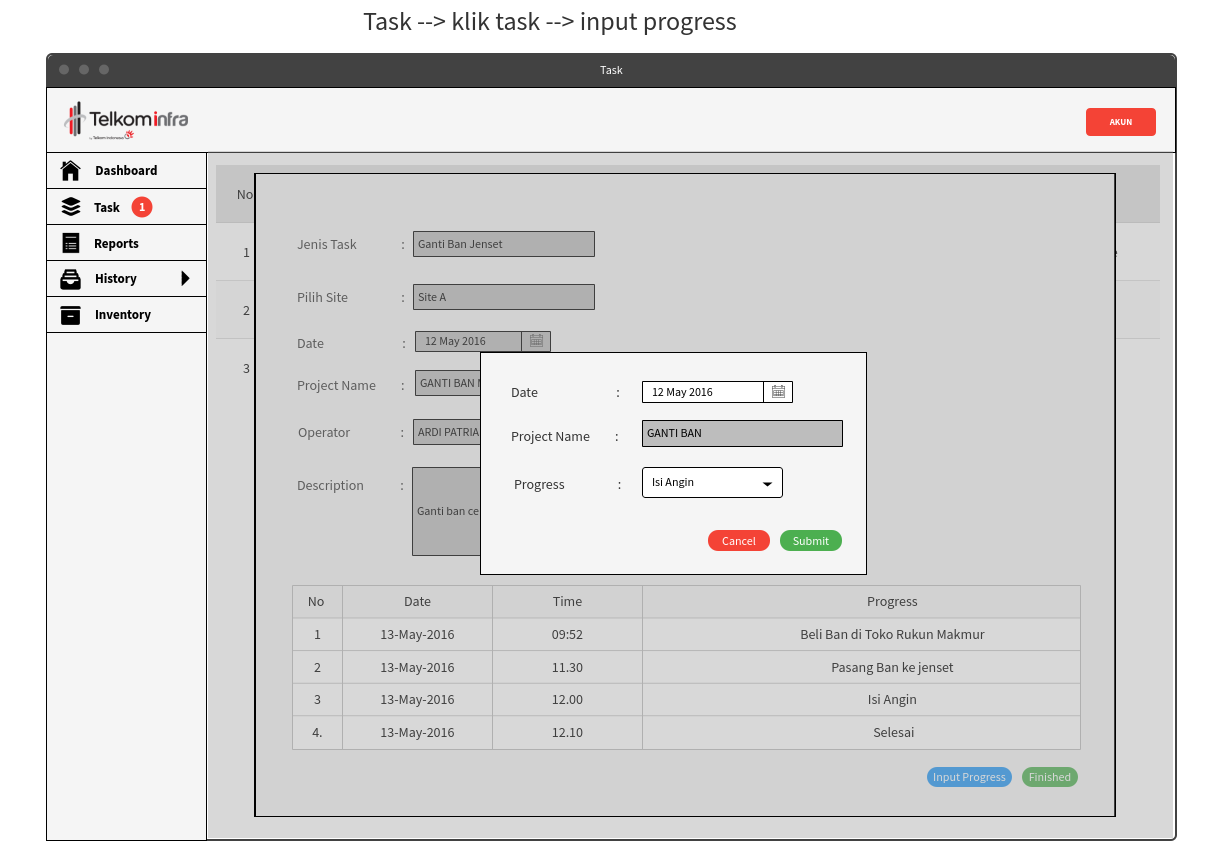 Task --> klik task --> input progress
Task
Telkominfra
by Telkom Indonesia
AKUN
Dashboard
Task 1
Reports
History
Inventory
No
1
2
3
Jenis Task : Ganti Ban Jenset
Pilih Site : Site A
Date : 12 May 2016
Project Name : GANTI BAN
Operator : ARDI PATRIA
Description : Ganti ban ce
Date : 12 May 2016
Project Name : GANTI BAN
Progress : Isi Angin
Cancel Submit
No Date Time Progress
1 13-May-2016 09:52 Beli Ban di Toko Rukun Makmur
2 13-May-2016 11.30 Pasang Ban ke jenset
3 13-May-2016 12.00 Isi Angin
4. 13-May-2016 12.10 Selesai
Input Progress Finished